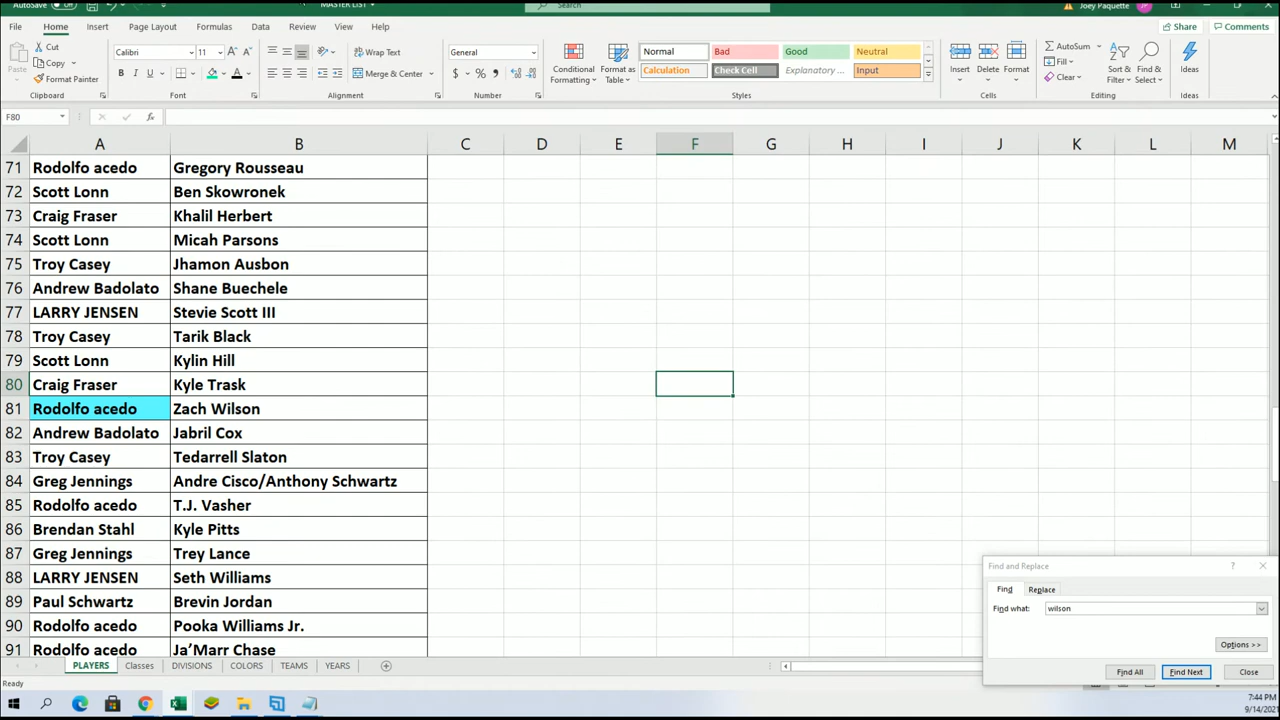 AutoSave Off MASTER LIST Search Joey Paquette JP
File Home Insert Page Layout Formulas Data Review View Help Share Comments
Paste Cut Copy Format Painter Clipboard
Calibri 11 B I U A Font
Wrap Text Merge & Center Alignment
General $ % Number
Conditional Formatting Format as Table
Normal Bad Good Neutral
Calculation Check Cell Explanatory ... Input
Styles
Insert Delete Format Cells
AutoSum Fill Clear Sort & Filter Find & Select Editing
Ideas Ideas
F80 fx
A B C D E F G H I J K L M
71 Rodolfo acedo Gregory Rousseau
72 Scott Lonn Ben Skowronek
73 Craig Fraser Khalil Herbert
74 Scott Lonn Micah Parsons
75 Troy Casey Jhamon Ausbon
76 Andrew Badolato Shane Buechele
77 LARRY JENSEN Stevie Scott III
78 Troy Casey Tarik Black
79 Scott Lonn Kylin Hill
80 Craig Fraser Kyle Trask
81 Rodolfo acedo Zach Wilson
82 Andrew Badolato Jabril Cox
83 Troy Casey Tedarrell Slaton
84 Greg Jennings Andre Cisco/Anthony Schwartz
85 Rodolfo acedo T.J. Vasher
86 Brendan Stahl Kyle Pitts
87 Greg Jennings Trey Lance
88 LARRY JENSEN Seth Williams
89 Paul Schwartz Brevin Jordan
90 Rodolfo acedo Pooka Williams Jr.
91 Rodolfo acedo Ja’Marr Chase
Find and Replace ?
Find Replace
Find what: wilson
Options >>
Find All Find Next Close
PLAYERS Classes DIVISIONS COLORS TEAMS YEARS
Ready
7:44 PM
9/14/2021